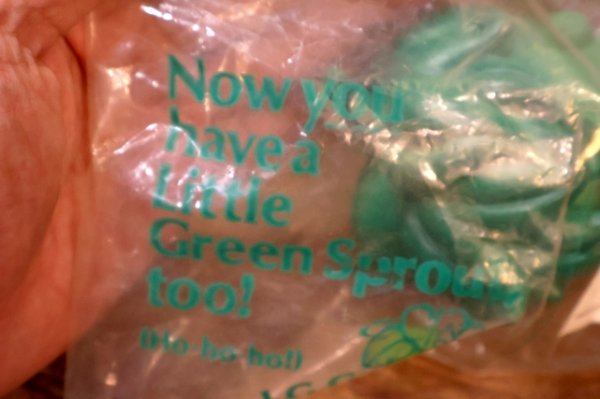 Now you
have a
Little
Green Sprout
too!
(Ho-ho-ho!)